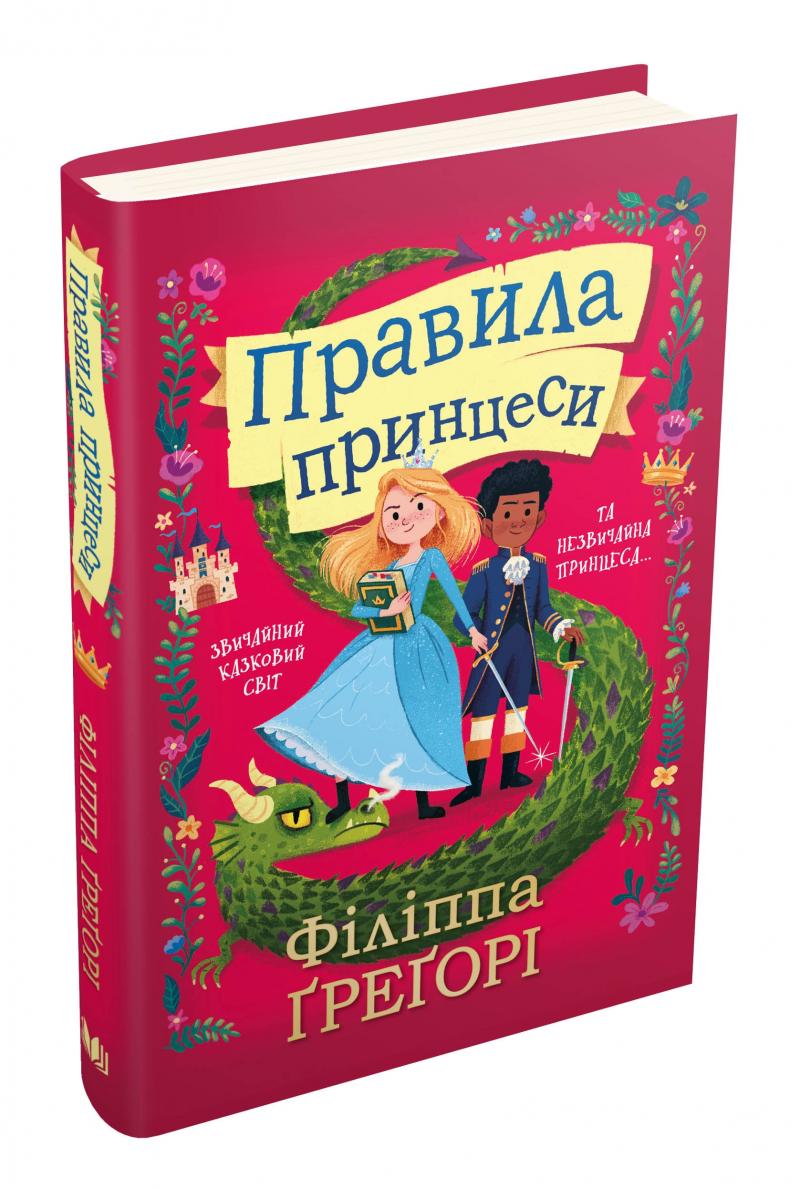 Правила принцеси
ФІЛІППА ҐРЕҐОРІ
Правила
принцеси
ЗВИЧАЙНИЙ
КАЗКОВИЙ
СВІТ
ТА
НЕЗВИЧАЙНА
ПРИНЦЕСА...
Філіппа
ҐРЕҐОРІ